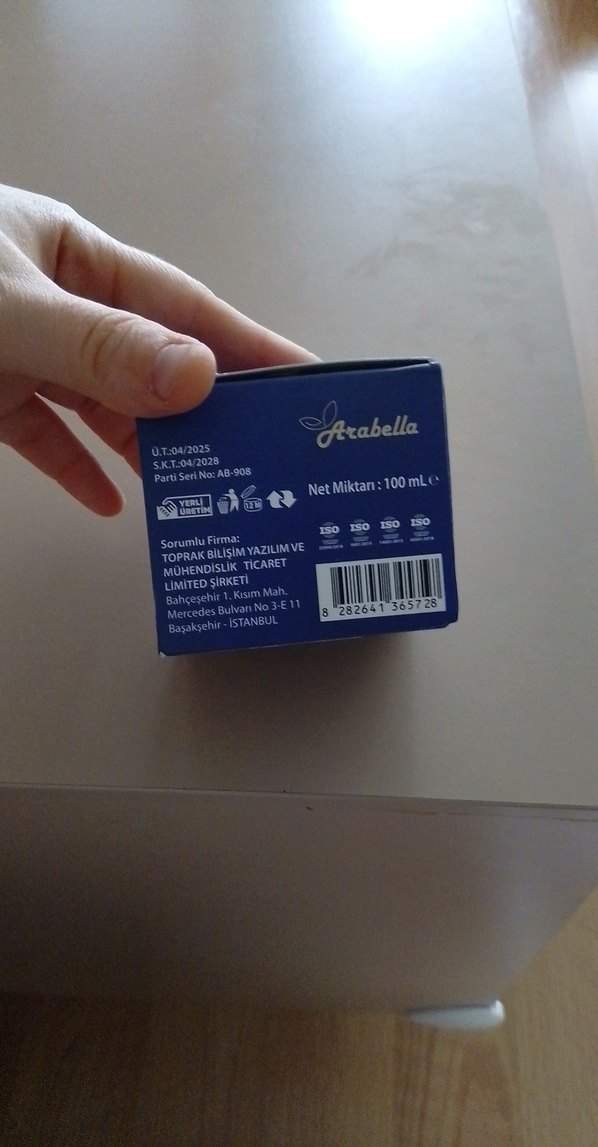 Arabella
Ü.T.:04/2025
S.K.T.:04/2028
Parti Seri No: AB-908
Net Miktarı : 100 mL ℮
YERLİ
ÜRETİM
12M
ISO
ISO
ISO
ISO
Sorumlu Firma:
TOPRAK BİLİŞİM YAZILIM VE
MÜHENDİSLİK TİCARET
LİMİTED ŞİRKETİ
Bahçeşehir 1. Kısım Mah.
Mercedes Bulvarı No 3-E 11
Başakşehir - İSTANBUL
8 282641 365728